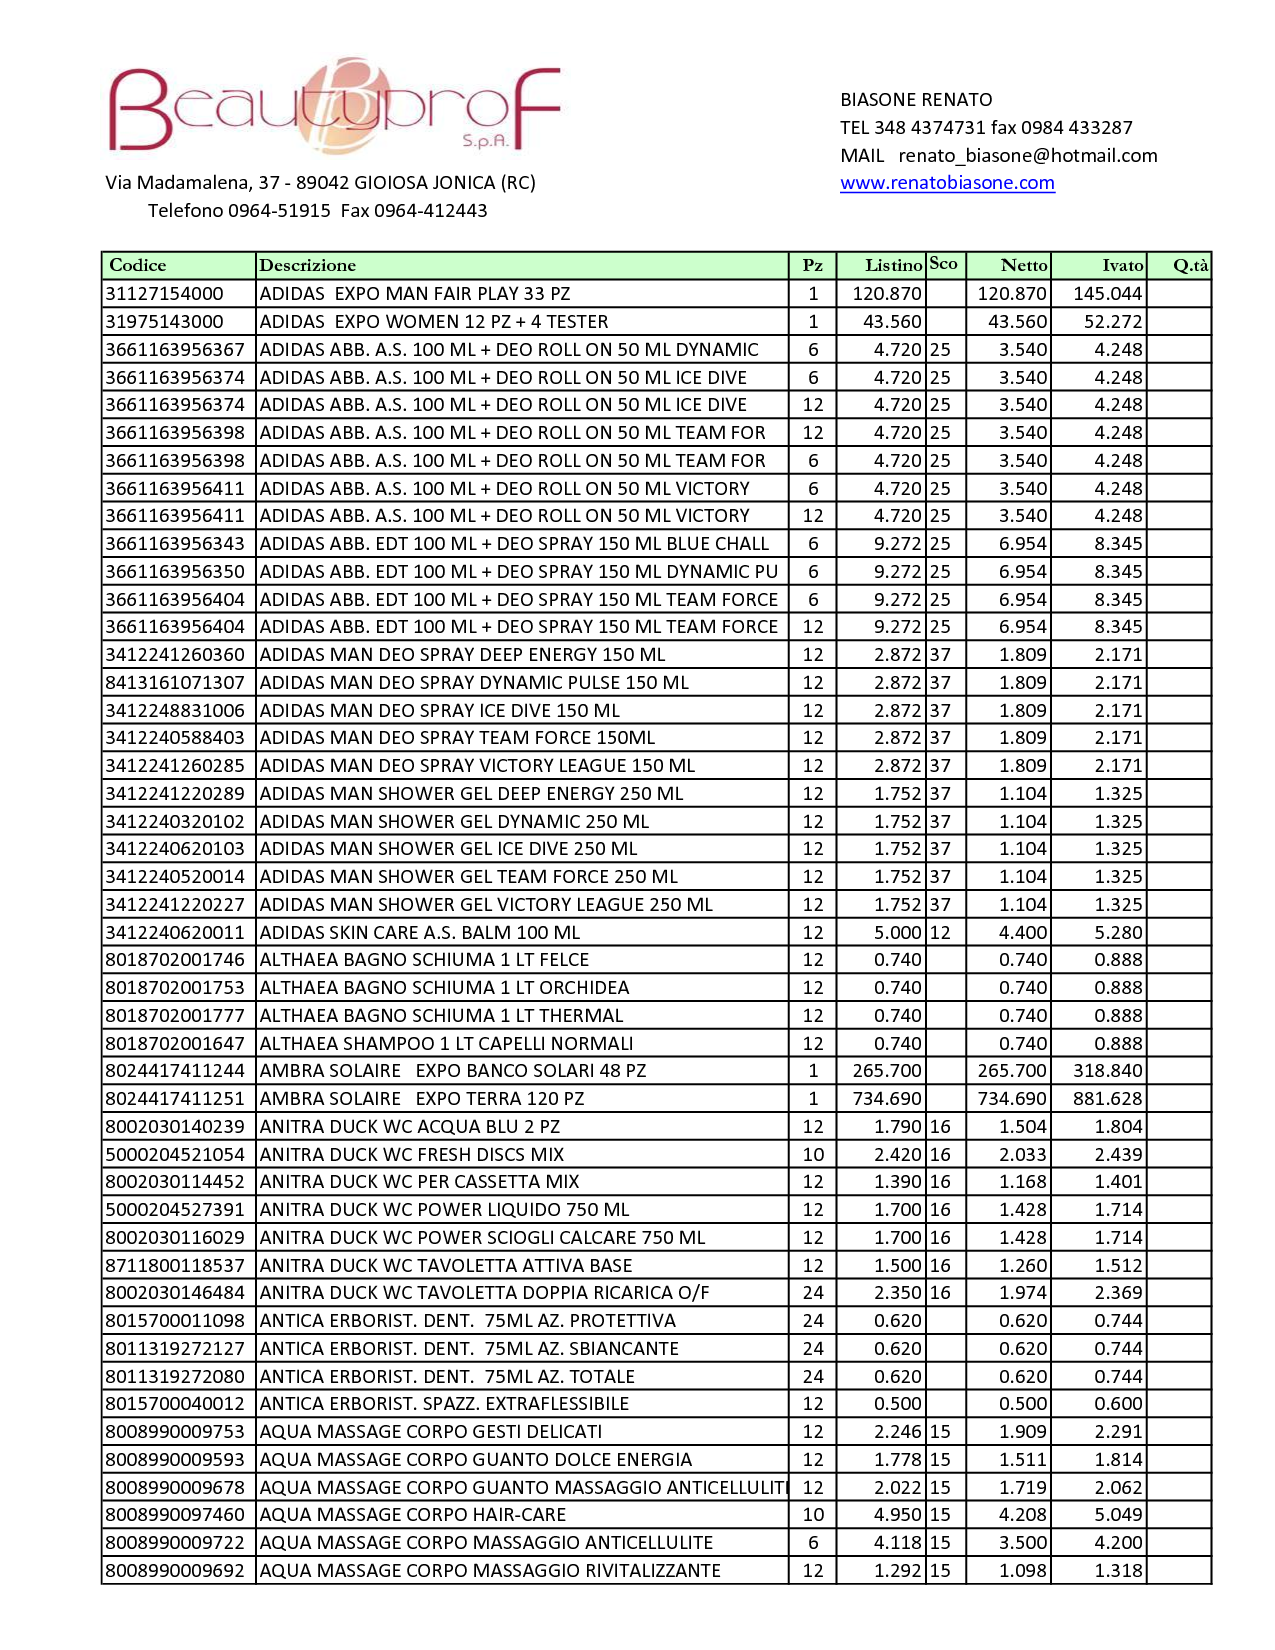 Beautyprof
S.p.A.
BIASONE RENATO
TEL 348 4374731 fax 0984 433287
MAIL renato_biasone@hotmail.com
Via Madamalena, 37 - 89042 GIOIOSA JONICA (RC) www.renatobiasone.com
Telefono 0964-51915 Fax 0964-412443
Codice Descrizione Pz Listino Sco Netto Ivato Q.tà
31127154000 ADIDAS EXPO MAN FAIR PLAY 33 PZ 1 120.870 120.870 145.044
31975143000 ADIDAS EXPO WOMEN 12 PZ + 4 TESTER 1 43.560 43.560 52.272
3661163956367 ADIDAS ABB. A.S. 100 ML + DEO ROLL ON 50 ML DYNAMIC 6 4.720 25 3.540 4.248
3661163956374 ADIDAS ABB. A.S. 100 ML + DEO ROLL ON 50 ML ICE DIVE 6 4.720 25 3.540 4.248
3661163956374 ADIDAS ABB. A.S. 100 ML + DEO ROLL ON 50 ML ICE DIVE 12 4.720 25 3.540 4.248
3661163956398 ADIDAS ABB. A.S. 100 ML + DEO ROLL ON 50 ML TEAM FOR 12 4.720 25 3.540 4.248
3661163956398 ADIDAS ABB. A.S. 100 ML + DEO ROLL ON 50 ML TEAM FOR 6 4.720 25 3.540 4.248
3661163956411 ADIDAS ABB. A.S. 100 ML + DEO ROLL ON 50 ML VICTORY 6 4.720 25 3.540 4.248
3661163956411 ADIDAS ABB. A.S. 100 ML + DEO ROLL ON 50 ML VICTORY 12 4.720 25 3.540 4.248
3661163956343 ADIDAS ABB. EDT 100 ML + DEO SPRAY 150 ML BLUE CHALL 6 9.272 25 6.954 8.345
3661163956350 ADIDAS ABB. EDT 100 ML + DEO SPRAY 150 ML DYNAMIC PU 6 9.272 25 6.954 8.345
3661163956404 ADIDAS ABB. EDT 100 ML + DEO SPRAY 150 ML TEAM FORCE 6 9.272 25 6.954 8.345
3661163956404 ADIDAS ABB. EDT 100 ML + DEO SPRAY 150 ML TEAM FORCE 12 9.272 25 6.954 8.345
3412241260360 ADIDAS MAN DEO SPRAY DEEP ENERGY 150 ML 12 2.872 37 1.809 2.171
8413161071307 ADIDAS MAN DEO SPRAY DYNAMIC PULSE 150 ML 12 2.872 37 1.809 2.171
3412248831006 ADIDAS MAN DEO SPRAY ICE DIVE 150 ML 12 2.872 37 1.809 2.171
3412240588403 ADIDAS MAN DEO SPRAY TEAM FORCE 150ML 12 2.872 37 1.809 2.171
3412241260285 ADIDAS MAN DEO SPRAY VICTORY LEAGUE 150 ML 12 2.872 37 1.809 2.171
3412241220289 ADIDAS MAN SHOWER GEL DEEP ENERGY 250 ML 12 1.752 37 1.104 1.325
3412240320102 ADIDAS MAN SHOWER GEL DYNAMIC 250 ML 12 1.752 37 1.104 1.325
3412240620103 ADIDAS MAN SHOWER GEL ICE DIVE 250 ML 12 1.752 37 1.104 1.325
3412240520014 ADIDAS MAN SHOWER GEL TEAM FORCE 250 ML 12 1.752 37 1.104 1.325
3412241220227 ADIDAS MAN SHOWER GEL VICTORY LEAGUE 250 ML 12 1.752 37 1.104 1.325
3412240620011 ADIDAS SKIN CARE A.S. BALM 100 ML 12 5.000 12 4.400 5.280
8018702001746 ALTHAEA BAGNO SCHIUMA 1 LT FELCE 12 0.740 0.740 0.888
8018702001753 ALTHAEA BAGNO SCHIUMA 1 LT ORCHIDEA 12 0.740 0.740 0.888
8018702001777 ALTHAEA BAGNO SCHIUMA 1 LT THERMAL 12 0.740 0.740 0.888
8018702001647 ALTHAEA SHAMPOO 1 LT CAPELLI NORMALI 12 0.740 0.740 0.888
8024417411244 AMBRA SOLAIRE EXPO BANCO SOLARI 48 PZ 1 265.700 265.700 318.840
8024417411251 AMBRA SOLAIRE EXPO TERRA 120 PZ 1 734.690 734.690 881.628
8002030140239 ANITRA DUCK WC ACQUA BLU 2 PZ 12 1.790 16 1.504 1.804
5000204521054 ANITRA DUCK WC FRESH DISCS MIX 10 2.420 16 2.033 2.439
8002030114452 ANITRA DUCK WC PER CASSETTA MIX 12 1.390 16 1.168 1.401
5000204527391 ANITRA DUCK WC POWER LIQUIDO 750 ML 12 1.700 16 1.428 1.714
8002030116029 ANITRA DUCK WC POWER SCIOGLI CALCARE 750 ML 12 1.700 16 1.428 1.714
8711800118537 ANITRA DUCK WC TAVOLETTA ATTIVA BASE 12 1.500 16 1.260 1.512
8002030146484 ANITRA DUCK WC TAVOLETTA DOPPIA RICARICA O/F 24 2.350 16 1.974 2.369
8015700011098 ANTICA ERBORIST. DENT. 75ML AZ. PROTETTIVA 24 0.620 0.620 0.744
8011319272127 ANTICA ERBORIST. DENT. 75ML AZ. SBIANCANTE 24 0.620 0.620 0.744
8011319272080 ANTICA ERBORIST. DENT. 75ML AZ. TOTALE 24 0.620 0.620 0.744
8015700040012 ANTICA ERBORIST. SPAZZ. EXTRAFLESSIBILE 12 0.500 0.500 0.600
8008990009753 AQUA MASSAGE CORPO GESTI DELICATI 12 2.246 15 1.909 2.291
8008990009593 AQUA MASSAGE CORPO GUANTO DOLCE ENERGIA 12 1.778 15 1.511 1.814
8008990009678 AQUA MASSAGE CORPO GUANTO MASSAGGIO ANTICELLULITE 12 2.022 15 1.719 2.062
8008990097460 AQUA MASSAGE CORPO HAIR-CARE 10 4.950 15 4.208 5.049
8008990009722 AQUA MASSAGE CORPO MASSAGGIO ANTICELLULITE 6 4.118 15 3.500 4.200
8008990009692 AQUA MASSAGE CORPO MASSAGGIO RIVITALIZZANTE 12 1.292 15 1.098 1.318